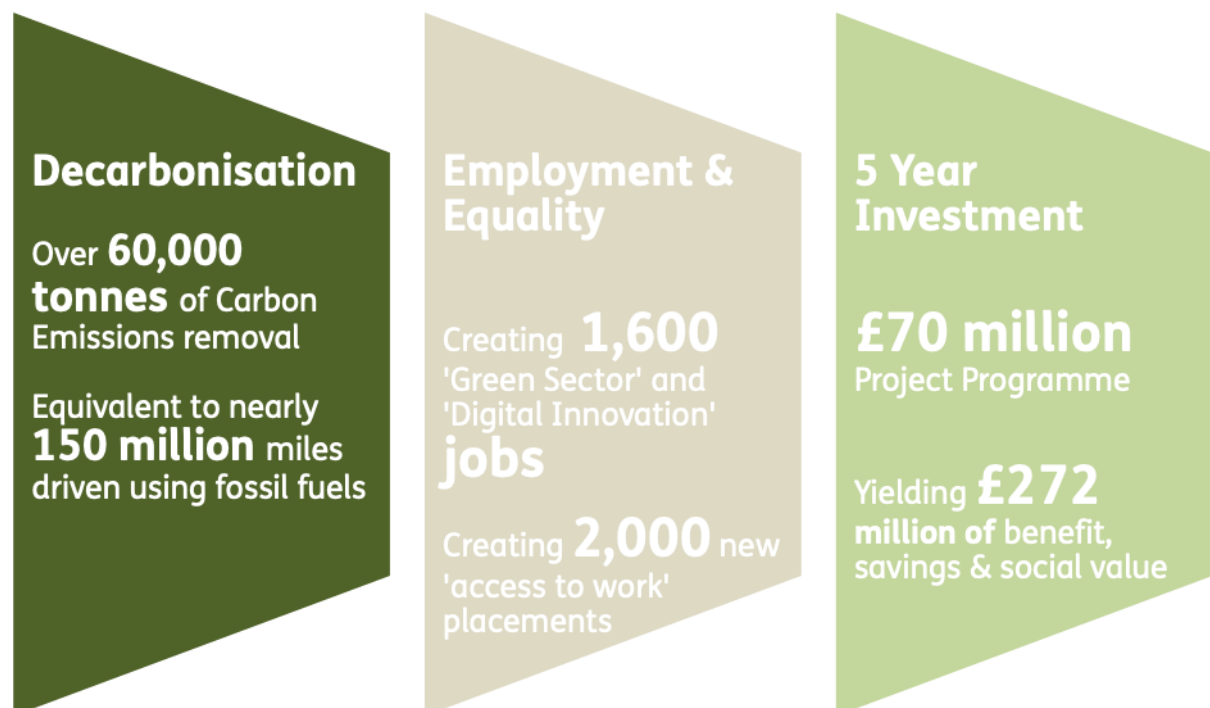 Decarbonisation
Over 60,000
tonnes of Carbon
Emissions removal
Equivalent to nearly
150 million miles
driven using fossil fuels
Employment &
Equality
Creating 1,600
'Green Sector' and
'Digital Innovation'
jobs
Creating 2,000 new
'access to work'
placements
5 Year
Investment
£70 million
Project Programme
Yielding £272
million of benefit,
savings & social value